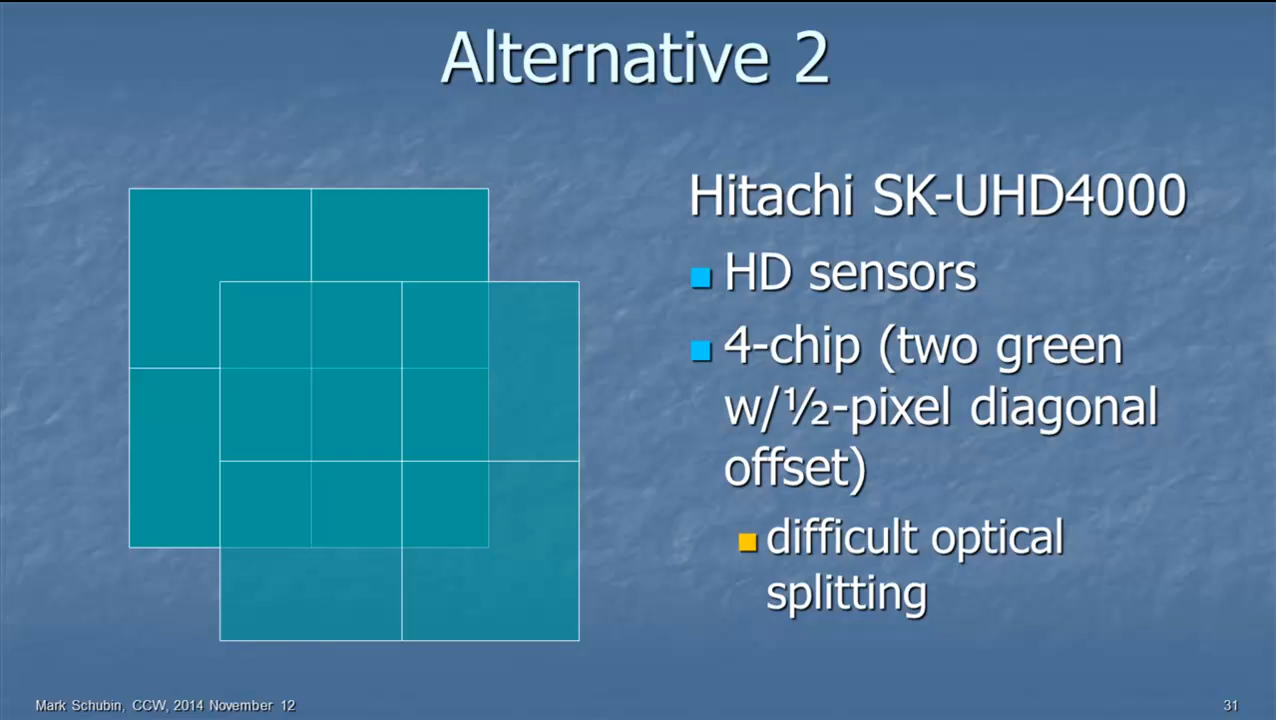 Alternative 2
Hitachi SK-UHD4000
HD sensors
4-chip (two green
w/½-pixel diagonal
offset)
difficult optical
splitting
Mark Schubin, CCW, 2014 November 12
31